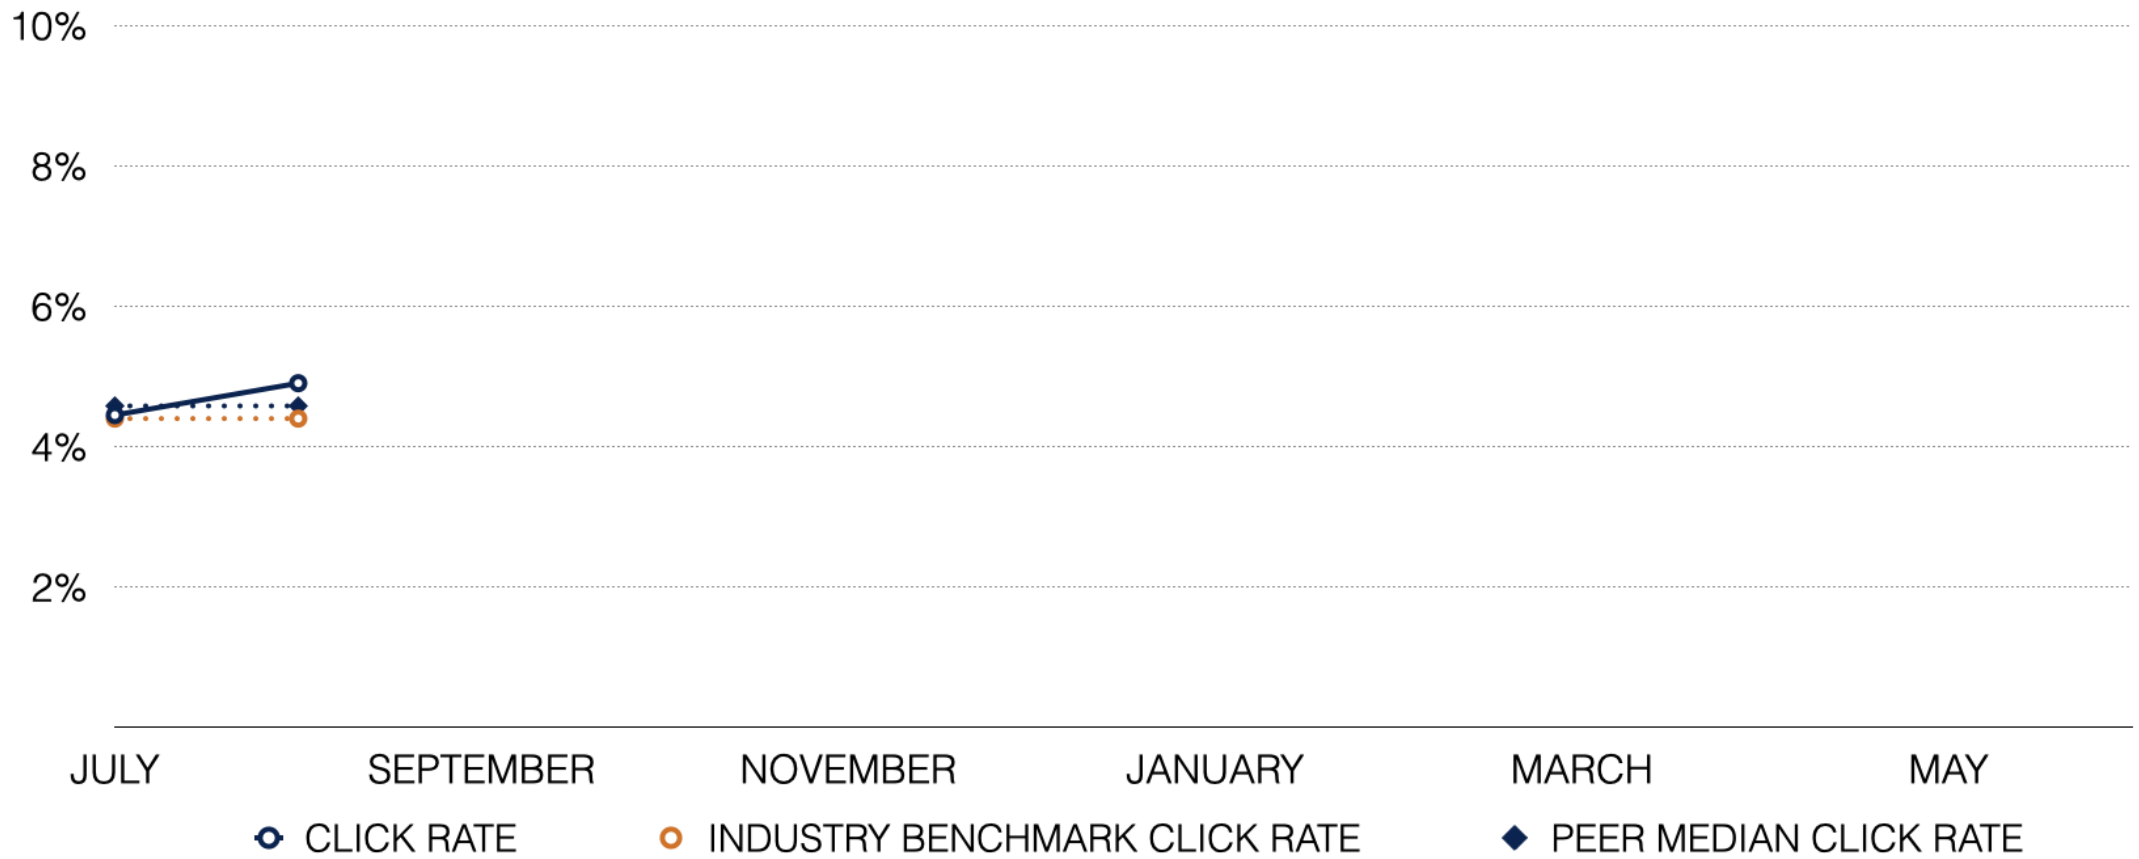 10%
8%
6%
4%
2%
JULY SEPTEMBER NOVEMBER JANUARY MARCH MAY
CLICK RATE INDUSTRY BENCHMARK CLICK RATE PEER MEDIAN CLICK RATE